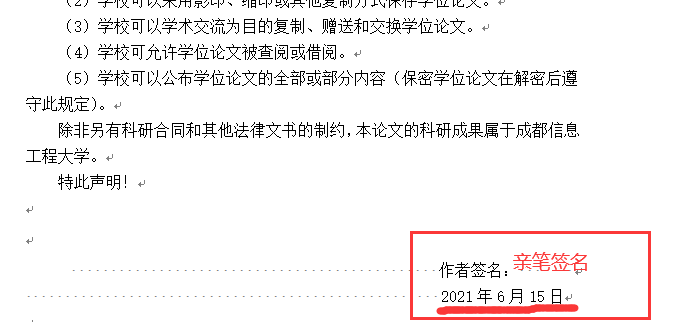 （2）学校可以采用影印、缩印或其他复制方式保存学位论文。
（3）学校可以学术交流为目的复制、赠送和交换学位论文。
（4）学校可允许学位论文被查阅或借阅。
（5）学校可以公布学位论文的全部或部分内容（保密学位论文在解密后遵
守此规定）。
除非另有科研合同和其他法律文书的制约，本论文的科研成果属于成都信息
工程大学。
特此声明！
作者签名：亲笔签名
2021年6月15日